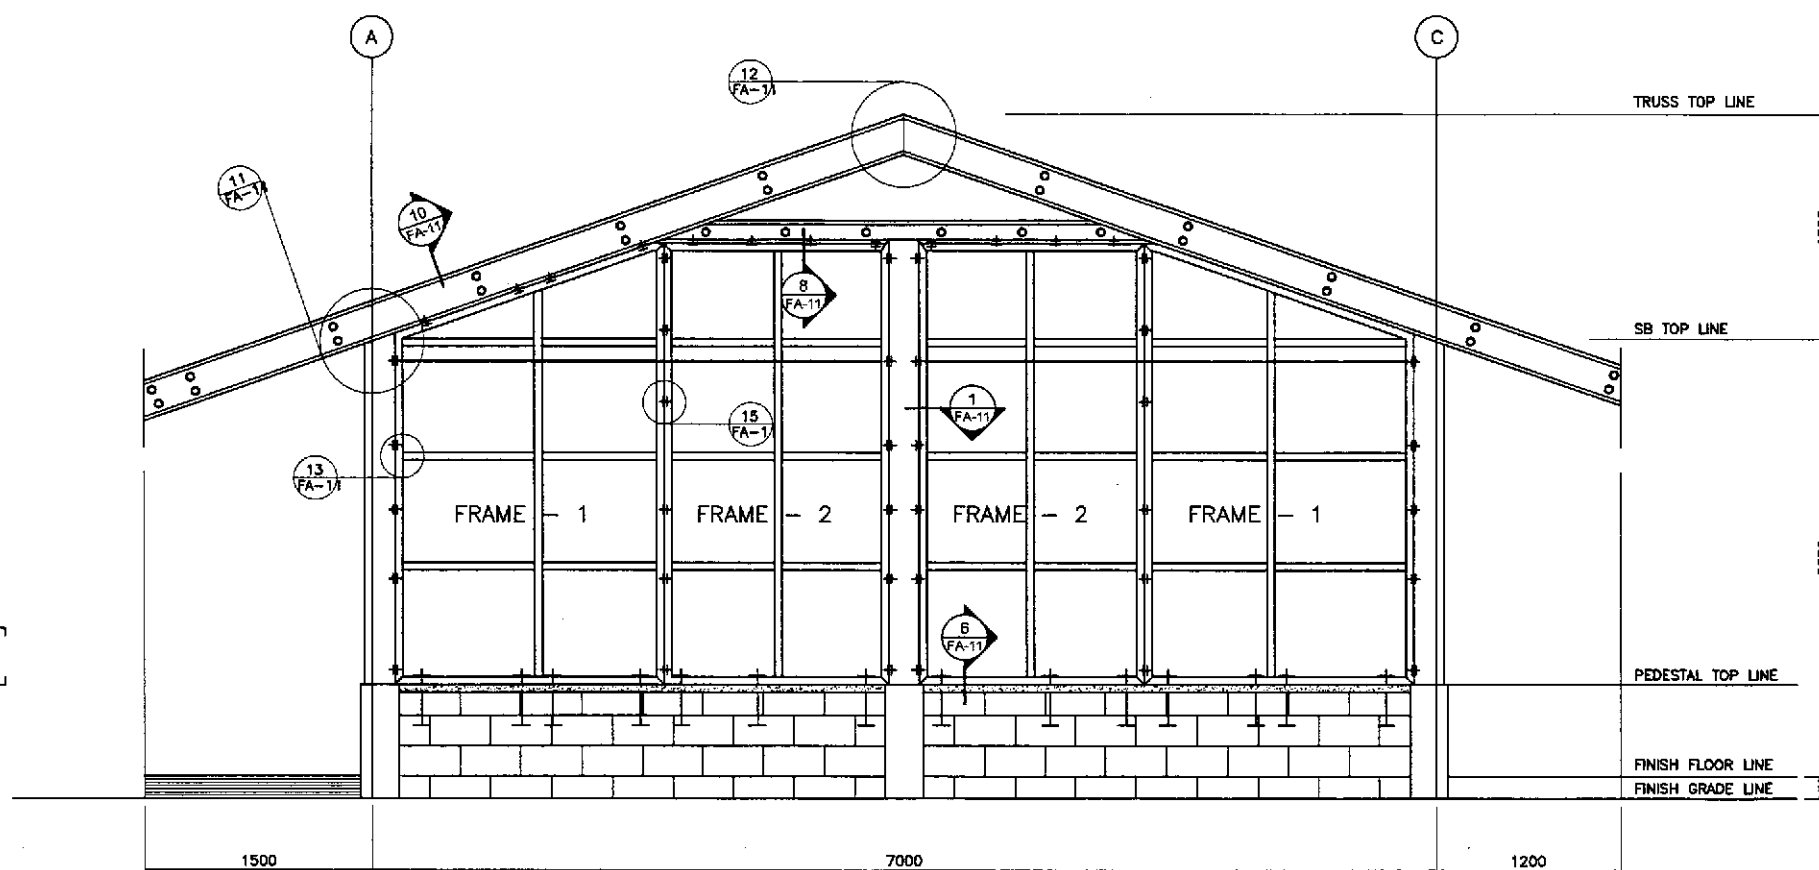 A
C
12
FA-11
TRUSS TOP LINE
11
FA-11
10
FA-11
8
FA-11
SB TOP LINE
1
FA-11
15
FA-11
13
FA-11
FRAME - 1
FRAME - 2
FRAME - 2
FRAME - 1
6
FA-11
PEDESTAL TOP LINE
FINISH FLOOR LINE
FINISH GRADE LINE
1500
7000
1200